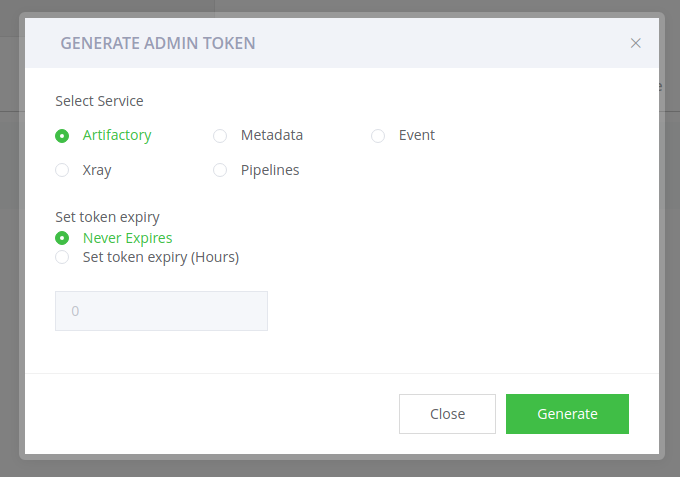 GENERATE ADMIN TOKEN
Select Service
Artifactory Metadata Event
Xray Pipelines
Set token expiry
Never Expires
Set token expiry (Hours)
0
Close Generate